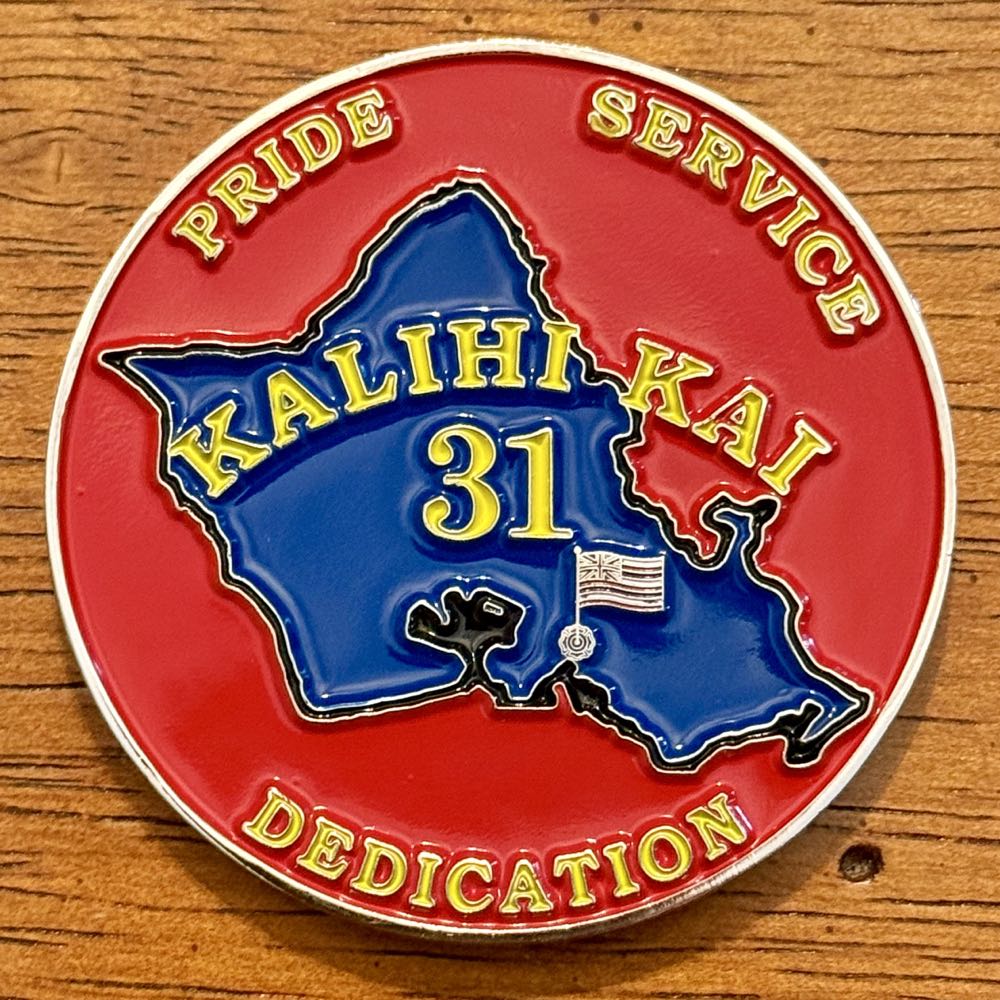 PRIDE
SERVICE
KALIHI KAI
31
DEDICATION